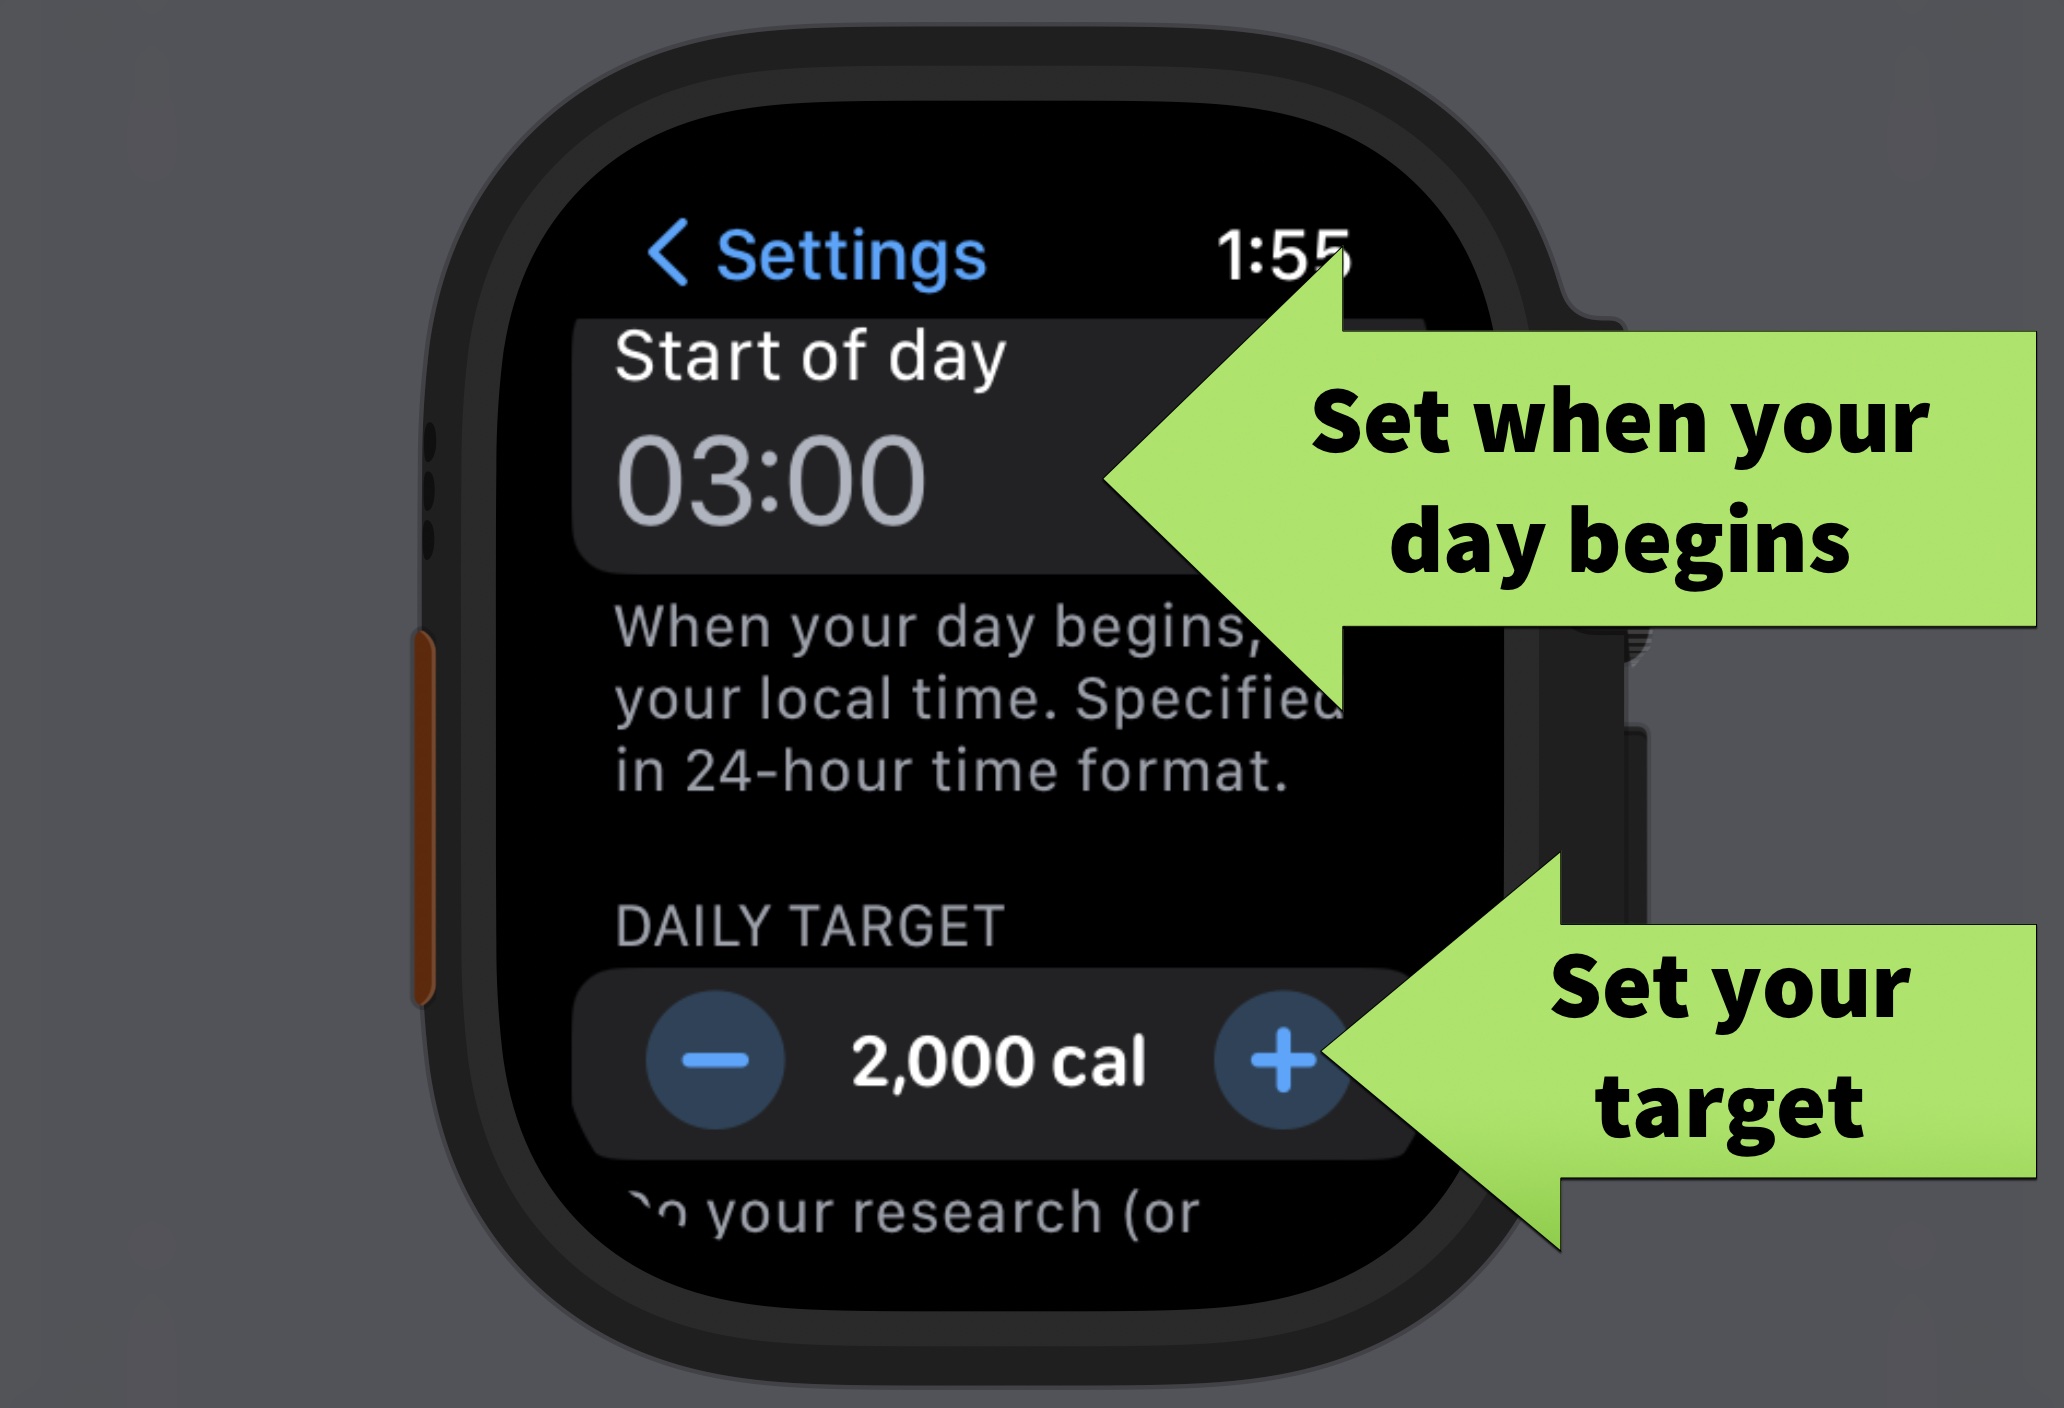 Settings
1:55
Start of day
03:00
When your day begins,
your local time. Specified
in 24-hour time format.
DAILY TARGET
2,000 cal
your research (or
Set when your
day begins
Set your
target